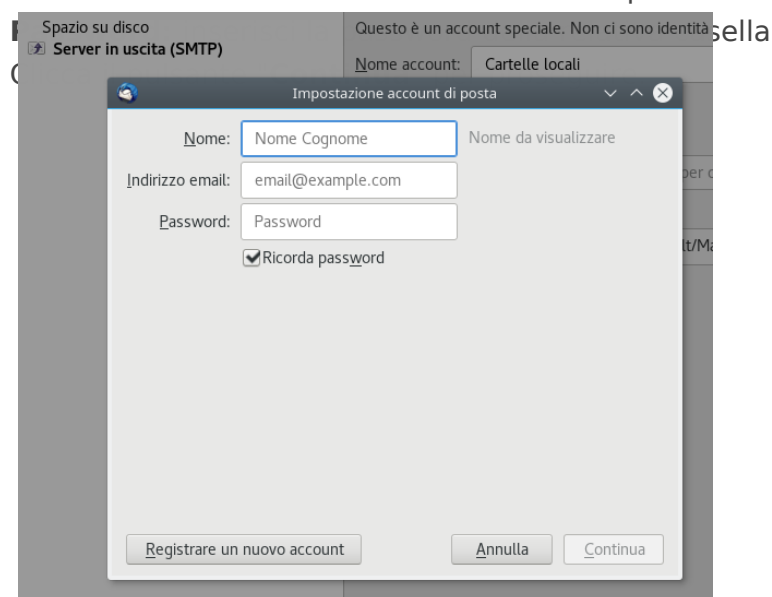 Spazio su disco
Server in uscita (SMTP)
Questo è un account speciale. Non ci sono identità
sella
Nome account: Cartelle locali
Impostazione account di posta
Nome: Nome Cognome Nome da visualizzare
Indirizzo email: email@example.com
per
Password: Password
Ricorda password
Registrare un nuovo account Annulla Continua